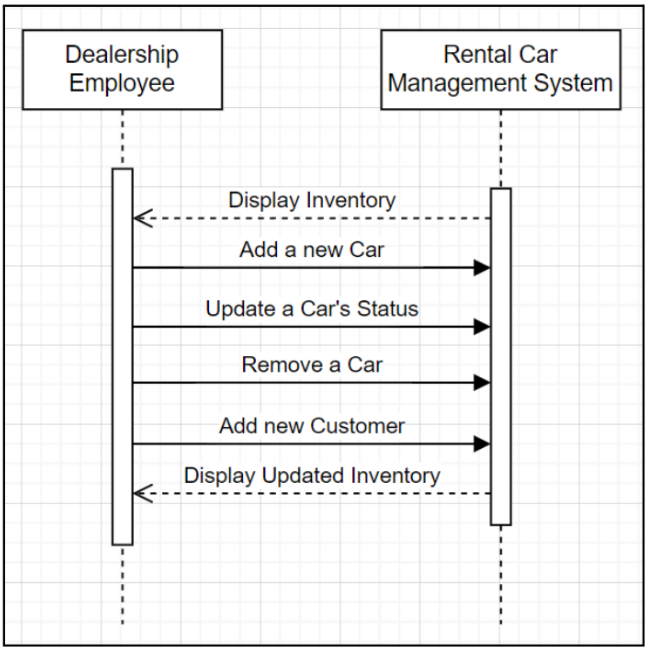 Dealership
Employee
Rental Car
Management System
Display Inventory
Add a new Car
Update a Car's Status
Remove a Car
Add new Customer
Display Updated Inventory